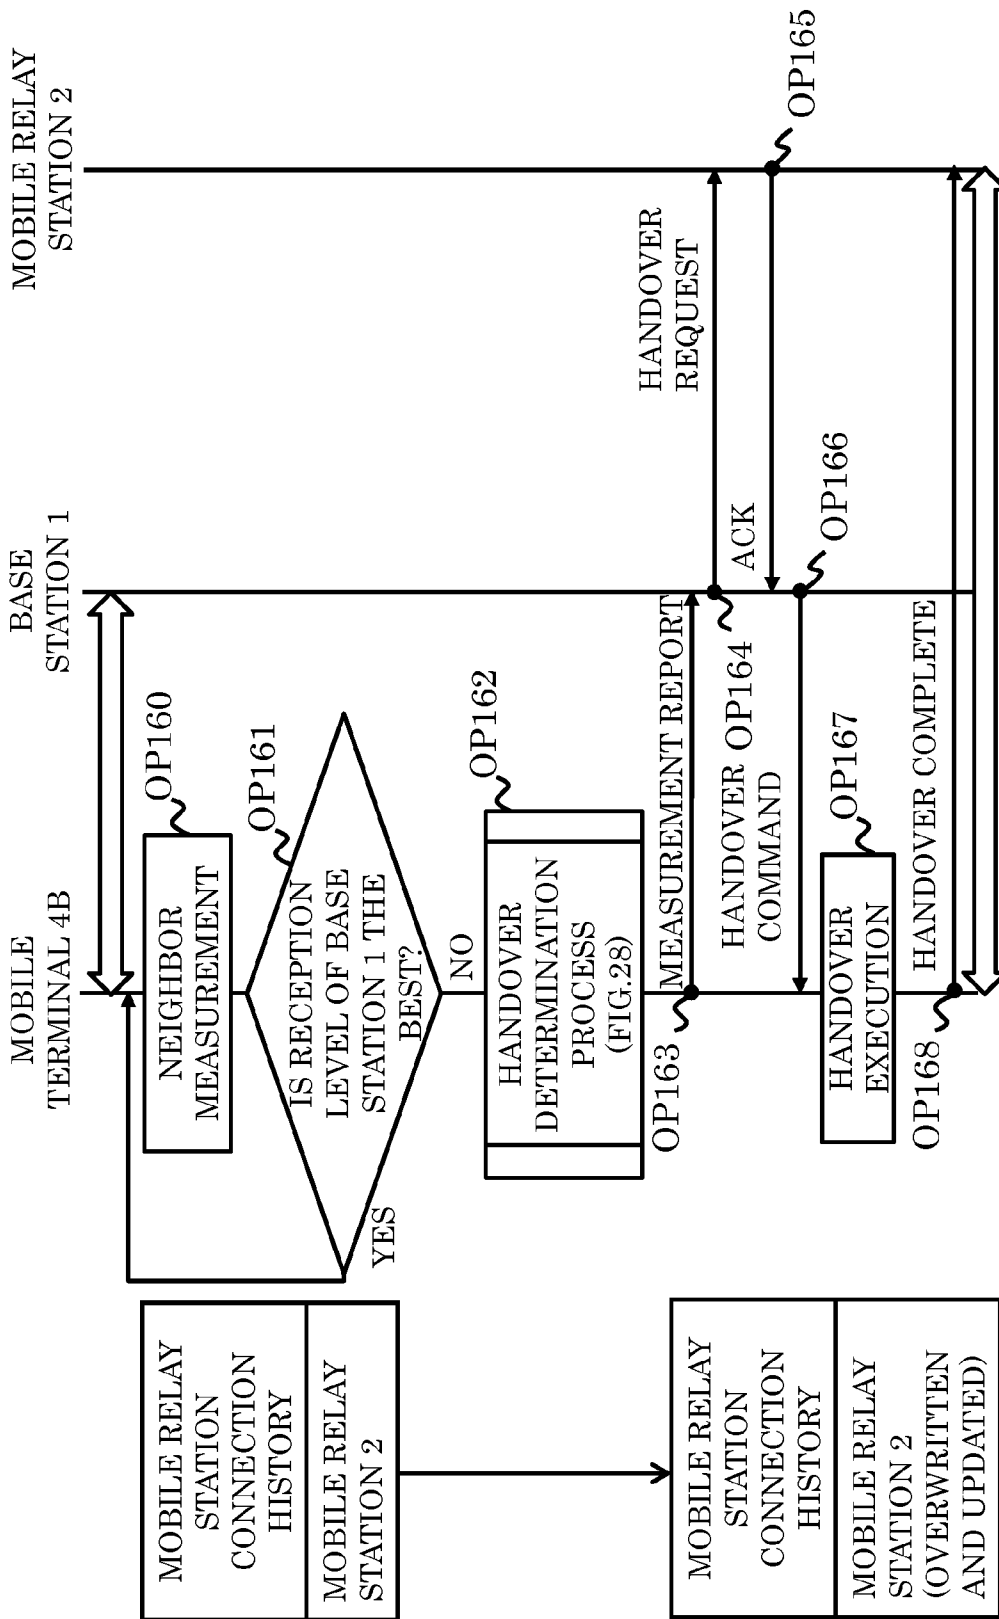 MOBILE
TERMINAL 4B
BASE
STATION 1
MOBILE RELAY
STATION 2
MOBILE RELAY
STATION
CONNECTION
HISTORY
MOBILE RELAY
STATION 2
NEIGHBOR
MEASUREMENT
OP160
IS RECEPTION
LEVEL OF BASE
STATION 1 THE
BEST?
OP161
YES
NO
HANDOVER
DETERMINATION
PROCESS
(FIG.28)
OP162
OP163
MEASUREMENT REPORT
HANDOVER
REQUEST
OP164
ACK
OP165
HANDOVER
COMMAND
OP166
HANDOVER
EXECUTION
OP167
OP168
HANDOVER COMPLETE
MOBILE RELAY
STATION
CONNECTION
HISTORY
MOBILE RELAY
STATION 2
(OVERWRITTEN
AND UPDATED)